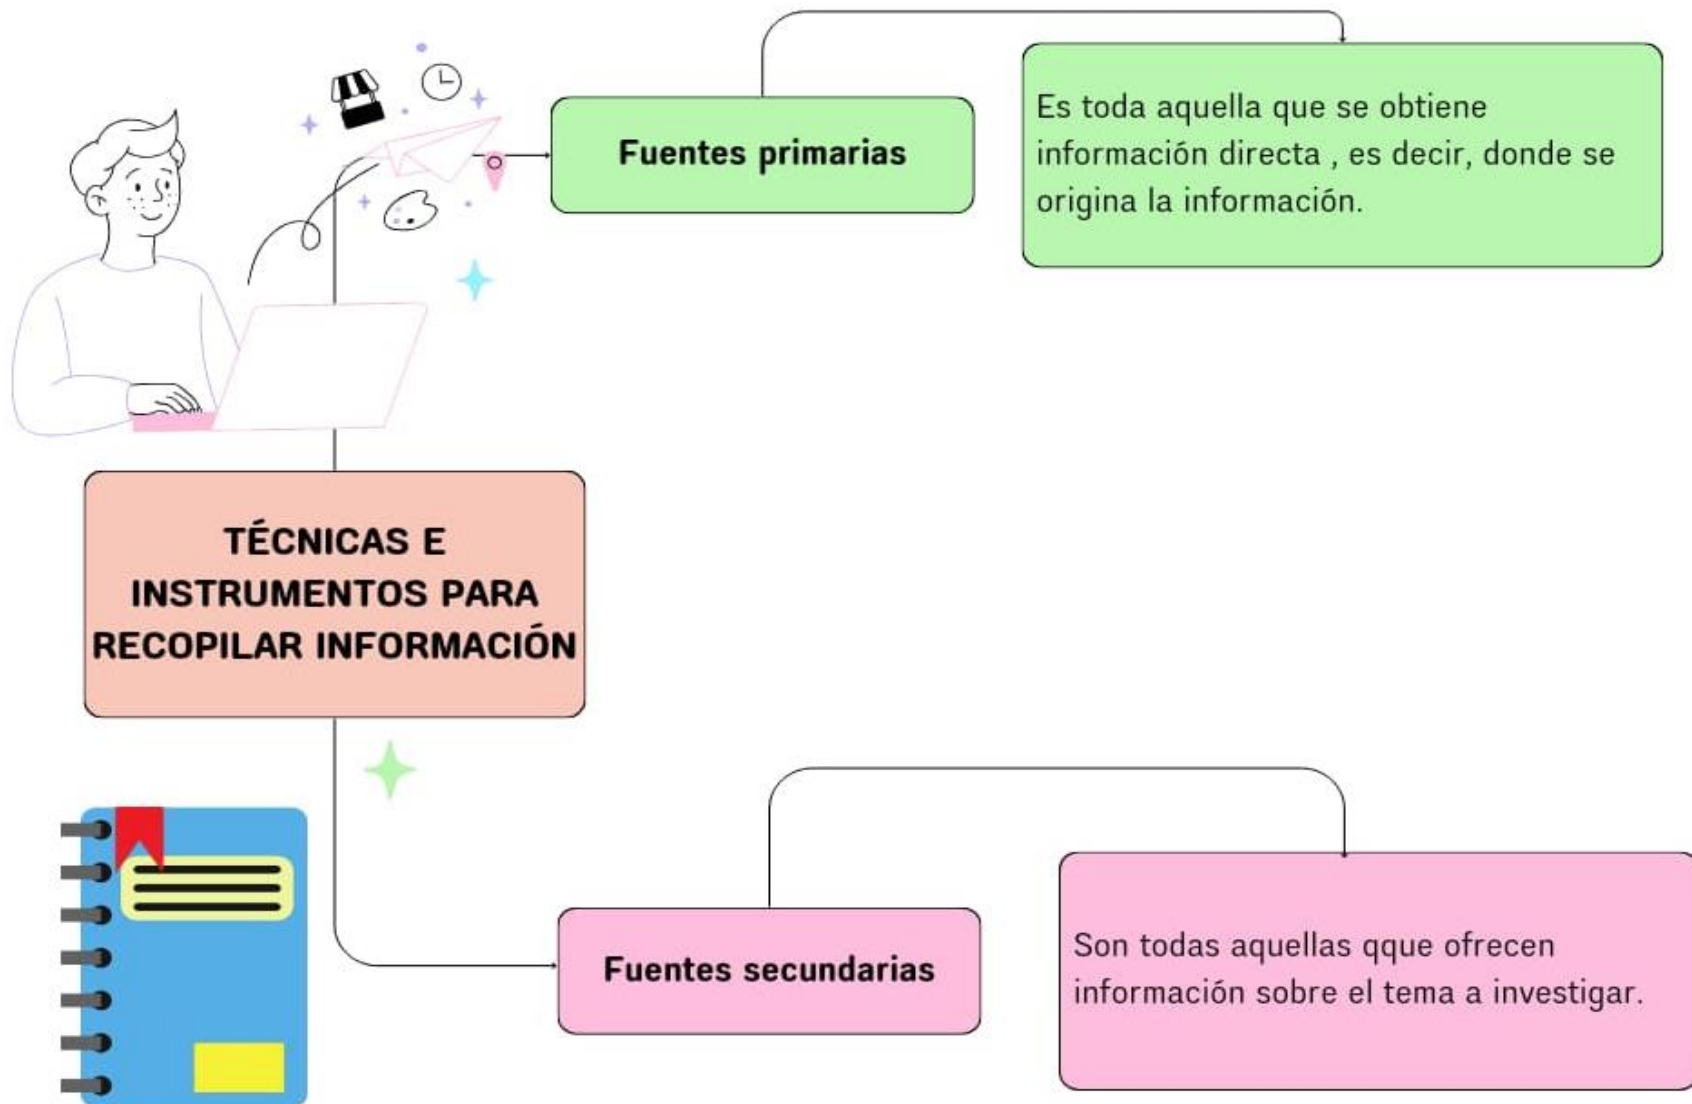 Fuentes primarias
Es toda aquella que se obtiene
información directa , es decir, donde se
origina la información.
TÉCNICAS E
INSTRUMENTOS PARA
RECOPILAR INFORMACIÓN
Fuentes secundarias
Son todas aquellas qque ofrecen
información sobre el tema a investigar.